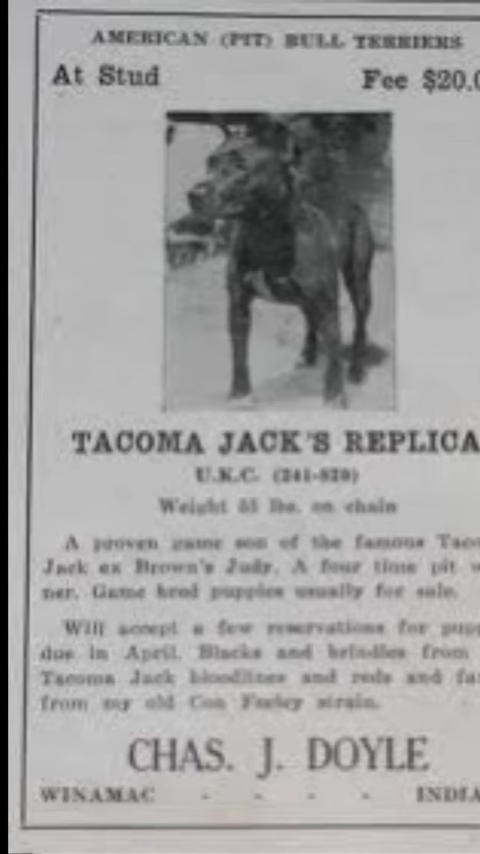 AMERICAN (PIT) BULL TERRIERS
At Stud Fee $20.0
TACOMA JACK'S REPLICA
U.K.C. (241-829)
Weight 55 lbs. on chain
A proven game son of the famous Taco
Jack ex Brown's Judy. A four time pit w
ner. Game bred puppies usually for sale.
Will accept a few reservations for pupp
due in April. Blacks and brindles from
Tacoma Jack bloodlines and reds and fa
from my old Con Feeley strain.
CHAS. J. DOYLE
WINAMAC - - - - INDIA